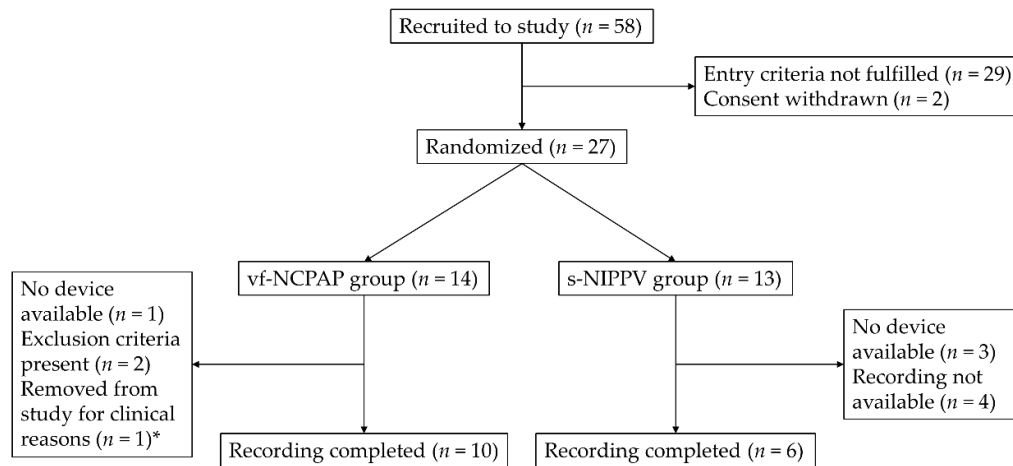 Recruited to study (n = 58)
Entry criteria not fulfilled (n = 29)
Consent withdrawn (n = 2)
Randomized (n = 27)
vf-NCPAP group (n = 14)
s-NIPPV group (n = 13)
No device
available (n = 1)
Exclusion criteria
present (n = 2)
Removed from
study for clinical
reasons (n = 1)*
No device
available (n = 3)
Recording not
available (n = 4)
Recording completed (n = 10)
Recording completed (n = 6)